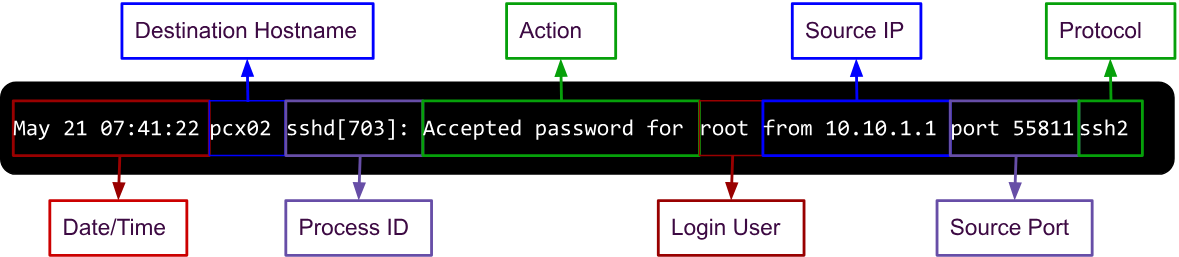 Destination Hostname
Action
Source IP
Protocol
May 21 07:41:22 pcx02 sshd[703]: Accepted password for root from 10.10.1.1 port 55811 ssh2
Date/Time
Process ID
Login User
Source Port